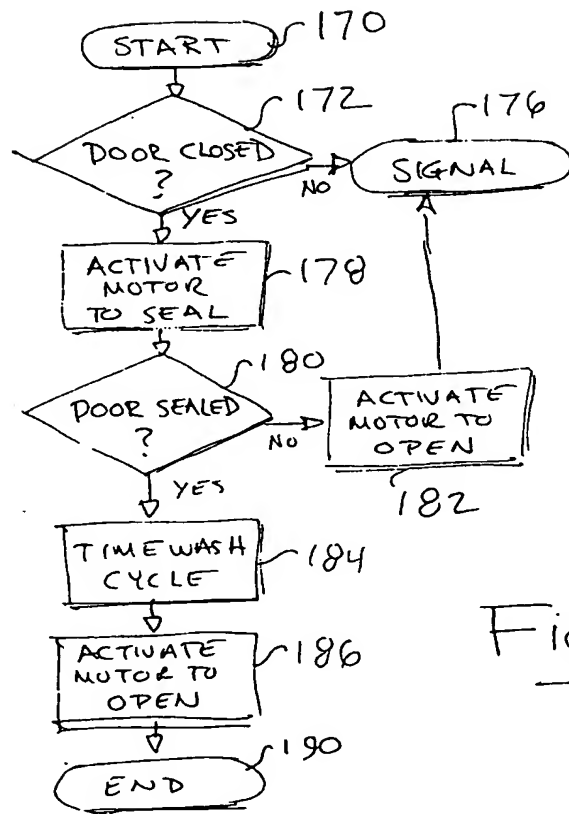 START
170
172
DOOR CLOSED
?
NO
YES
176
SIGNAL
ACTIVATE
MOTOR
TO SEAL
178
180
DOOR SEALED
?
NO
YES
ACTIVATE
MOTOR TO
OPEN
182
TIME WASH
CYCLE
184
ACTIVATE
MOTOR TO
OPEN
186
190
END